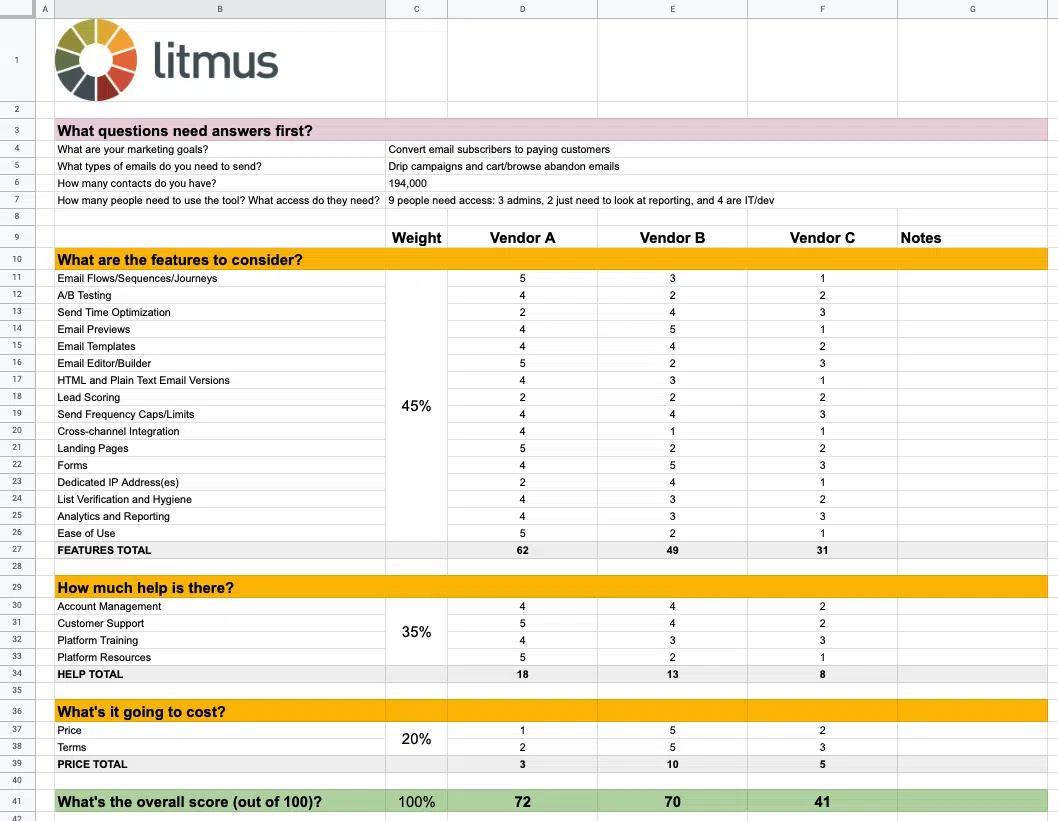 A B C D E F G
1 litmus
2
3 What questions need answers first?
4 What are your marketing goals? Convert email subscribers to paying customers
5 What types of emails do you need to send? Drip campaigns and cart/browse abandon emails
6 How many contacts do you have? 194,000
7 How many people need to use the tool? What access do they need? 9 people need access: 3 admins, 2 just need to look at reporting, and 4 are IT/dev
8
9 Weight Vendor A Vendor B Vendor C Notes
10 What are the features to consider?
11 Email Flows/Sequences/Journeys 5 3 1
12 A/B Testing 4 2 2
13 Send Time Optimization 2 4 3
14 Email Previews 4 5 1
15 Email Templates 4 4 2
16 Email Editor/Builder 5 2 3
17 HTML and Plain Text Email Versions 4 3 1
18 Lead Scoring 2 2 2
45%
19 Send Frequency Caps/Limits 4 4 3
20 Cross-channel Integration 4 1 1
21 Landing Pages 5 2 2
22 Forms 4 5 3
23 Dedicated IP Address(es) 2 4 1
24 List Verification and Hygiene 4 3 2
25 Analytics and Reporting 4 3 3
26 Ease of Use 5 2 1
27 FEATURES TOTAL 62 49 31
28
29 How much help is there?
30 Account Management 4 4 2
31 Customer Support 5 4 2
35%
32 Platform Training 4 3 3
33 Platform Resources 5 2 1
34 HELP TOTAL 18 13 8
35
36 What's it going to cost?
37 Price 1 5 2
20%
38 Terms 2 5 3
39 PRICE TOTAL 3 10 5
40
41 What's the overall score (out of 100)? 100% 72 70 41
42